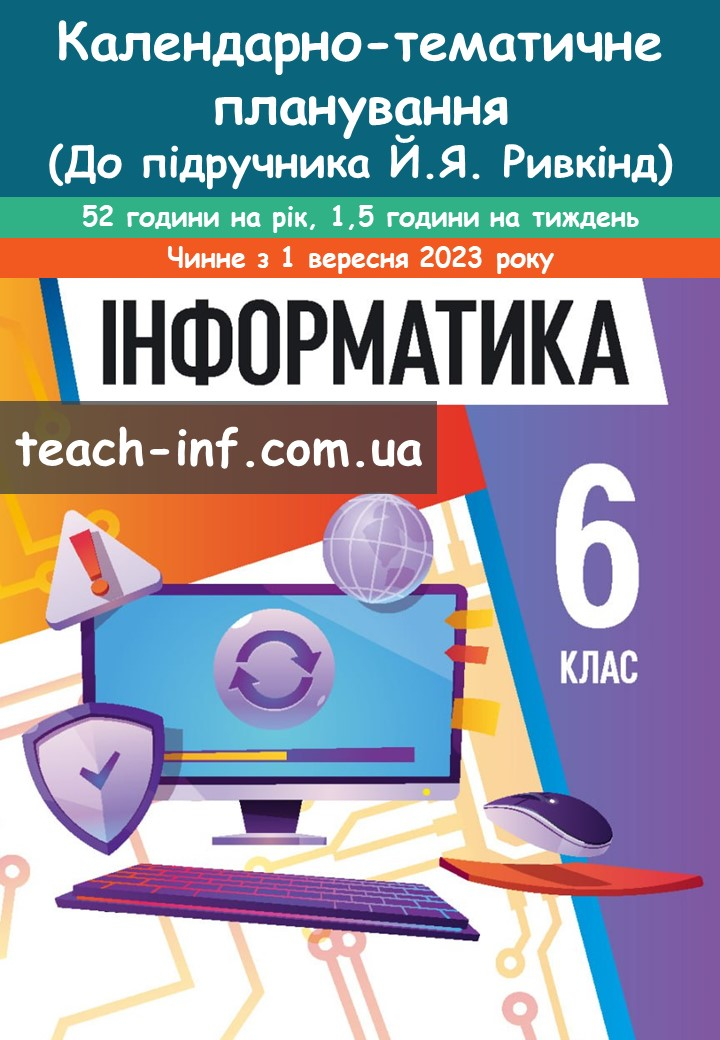 Календарно-тематичне
планування
(До підручника Й.Я. Ривкінд)
52 години на рік, 1,5 години на тиждень
Чинне з 1 вересня 2023 року
ІНФОРМАТИКА
teach-inf.com.ua
6
КЛАС